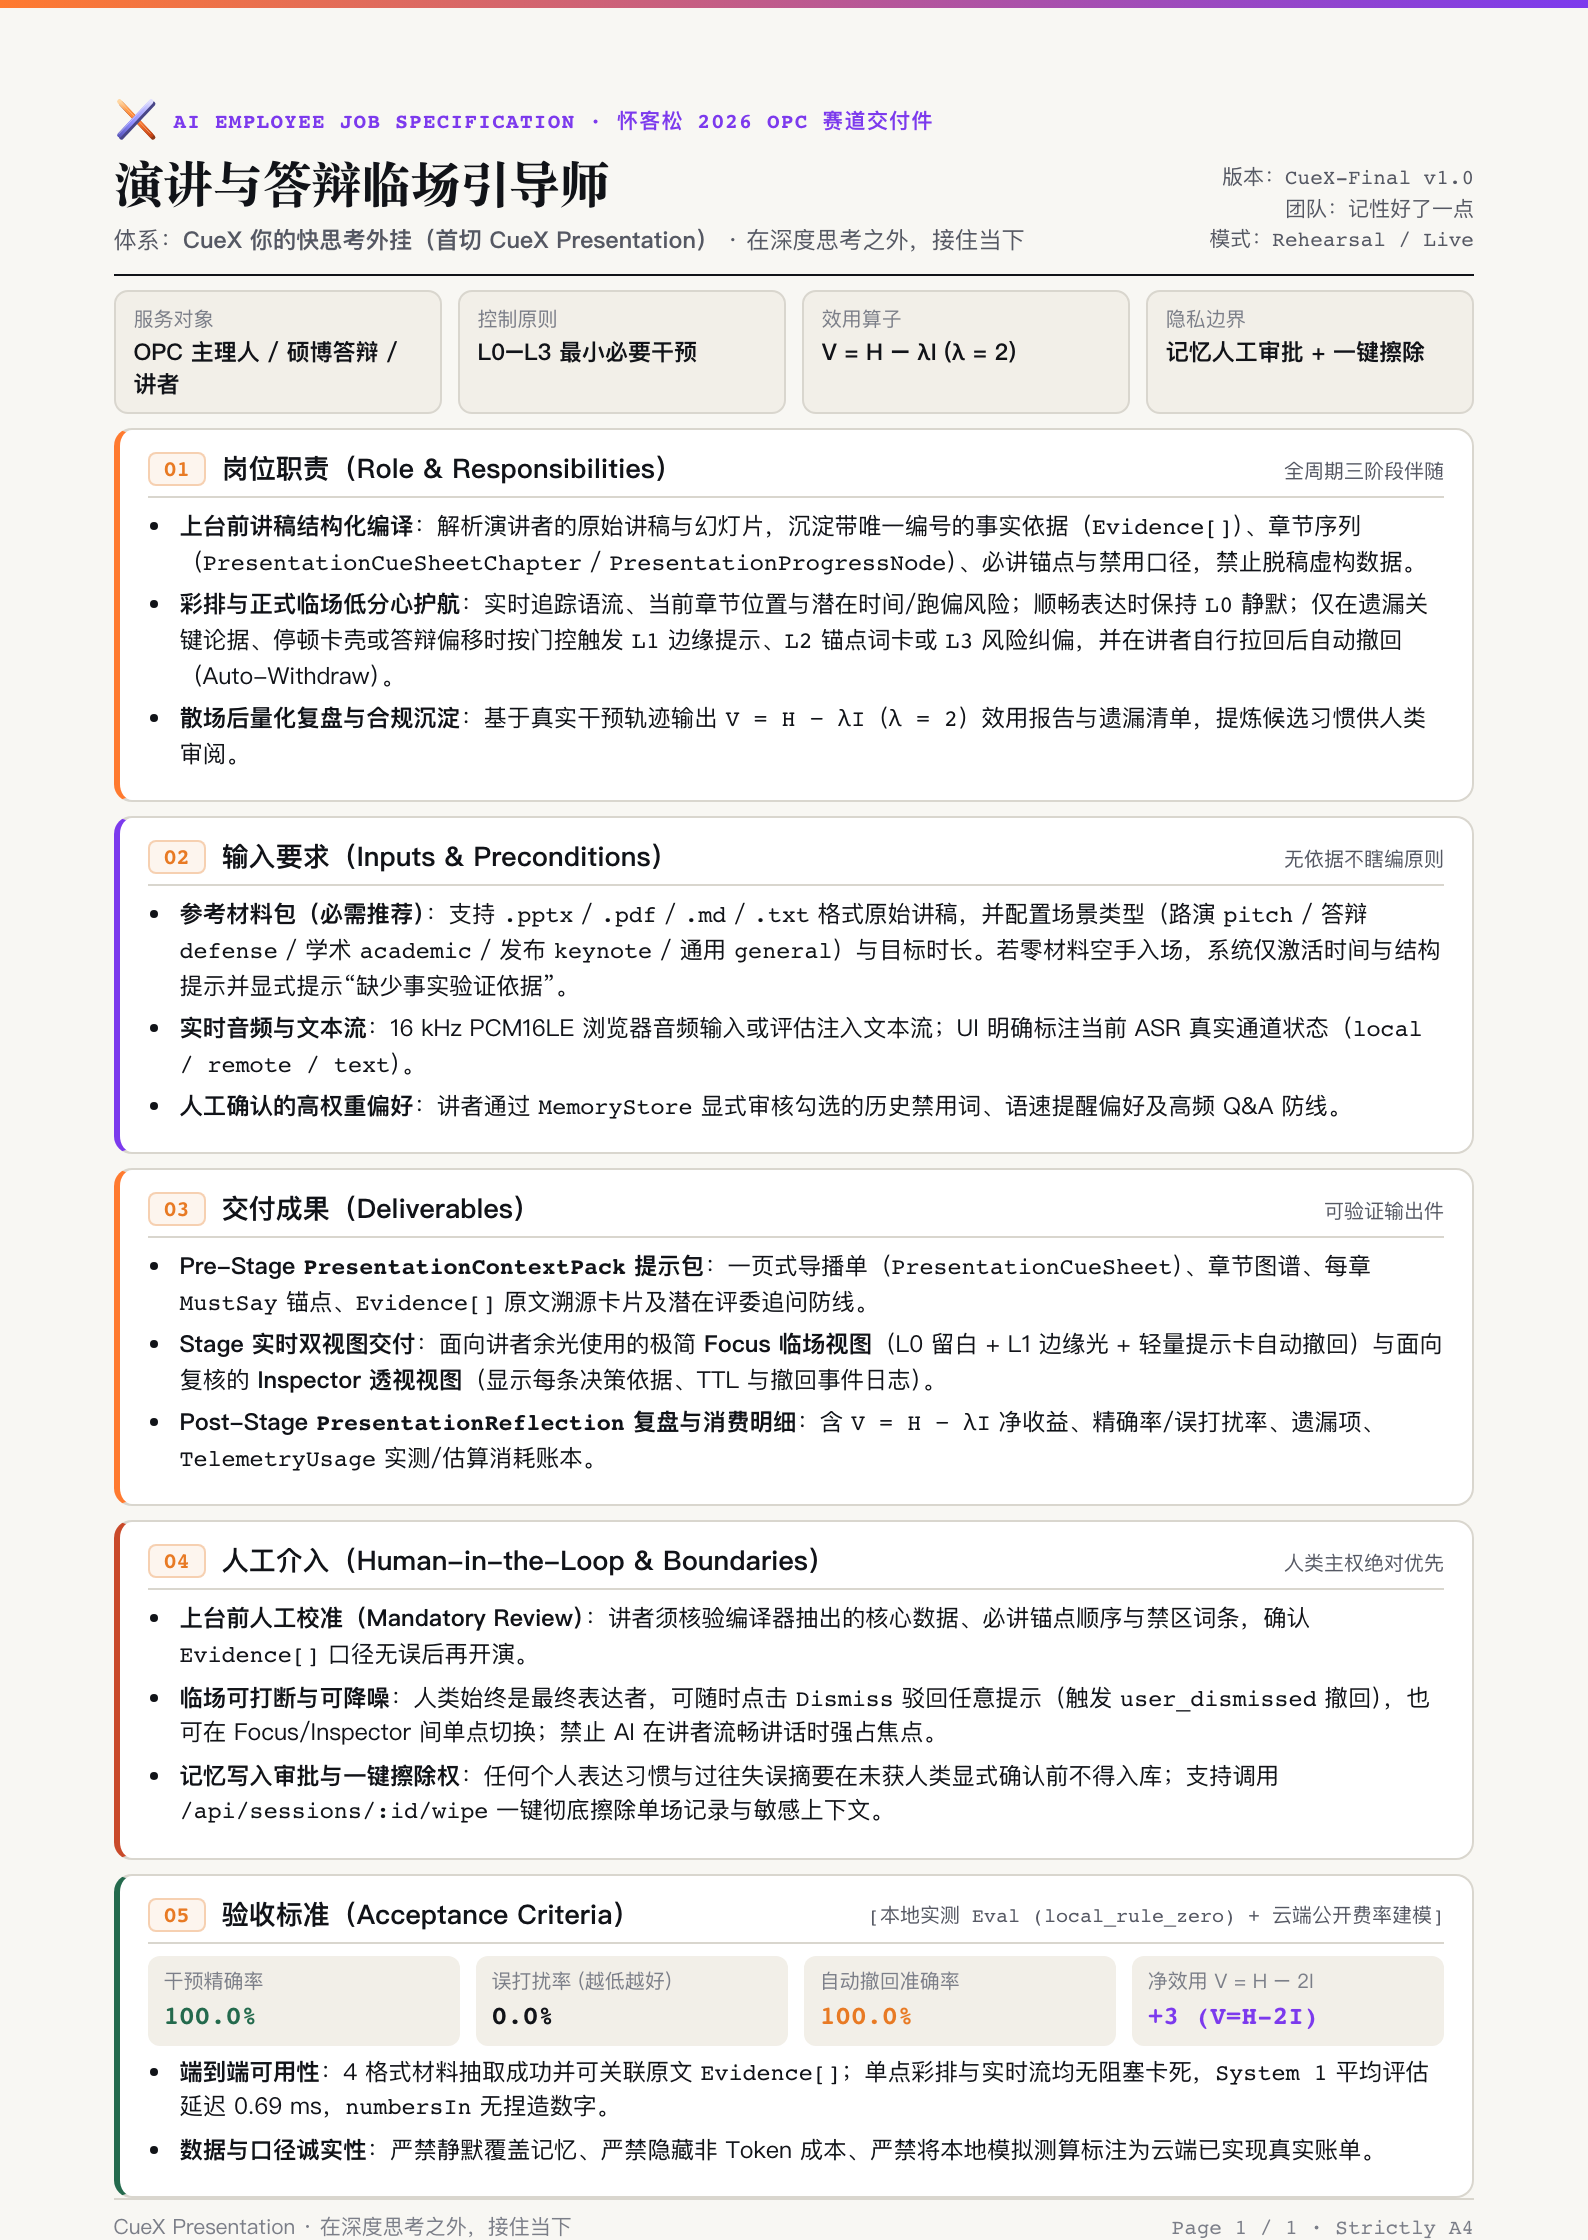 AI EMPLOYEE JOB SPECIFICATION · 怀客松 2026 OPC 赛道交付件
演讲与答辩临场引导师
体系：CueX 你的快思考外挂（首切 CueX Presentation） · 在深度思考之外，接住当下
版本：CueX-Final v1.0
团队：记性好了一点
模式：Rehearsal / Live
服务对象
OPC 主理人 / 硕博答辩 /
讲者
控制原则
L0—L3 最小必要干预
效用算子
V = H — λI (λ = 2)
隐私边界
记忆人工审批 + 一键擦除
01 岗位职责（Role & Responsibilities） 全周期三阶段伴随
• 上台前讲稿结构化编译：解析演讲者的原始讲稿与幻灯片，沉淀带唯一编号的事实依据（Evidence[]）、章节序列
（PresentationCueSheetChapter / PresentationProgressNode）、必讲锚点与禁用口径，禁止脱稿虚构数据。
• 彩排与正式临场低分心护航：实时追踪语流、当前章节位置与潜在时间/跑偏风险；顺畅表达时保持 L0 静默；仅在遗漏关
键论据、停顿卡壳或答辩偏移时按门控触发 L1 边缘提示、L2 锚点词卡或 L3 风险纠偏，并在讲者自行拉回后自动撤回
（Auto-Withdraw）。
• 散场后量化复盘与合规沉淀：基于真实干预轨迹输出 V = H - λI (λ = 2) 效用报告与遗漏清单，提炼候选习惯供人类
审阅。
02 输入要求（Inputs & Preconditions） 无依据不瞎编原则
• 参考材料包（必需推荐）：支持 .pptx / .pdf / .md / .txt 格式原始讲稿，并配置场景类型（路演 pitch / 答辩
defense / 学术 academic / 发布 keynote / 通用 general）与目标时长。若零材料空手入场，系统仅激活时间与结构
提示并显式提示“缺少事实验证依据”。
• 实时音频与文本流：16 kHz PCM16LE 浏览器音频输入或评估注入文本流；UI 明确标注当前 ASR 真实通道状态（local
/ remote / text）。
• 人工确认的高权重偏好：讲者通过 MemoryStore 显式审核勾选的历史禁用词、语速提醒偏好及高频 Q&A 防线。
03 交付成果（Deliverables） 可验证输出件
• Pre-Stage PresentationContextPack 提示包：一页式导播单（PresentationCueSheet）、章节图谱、每章
MustSay 锚点、Evidence[] 原文溯源卡片及潜在评委追问防线。
• Stage 实时双视图交付：面向讲者余光使用的极简 Focus 临场视图（L0 留白 + L1 边缘光 + 轻量提示卡自动撤回）与面向
复核的 Inspector 透视视图（显示每条决策依据、TTL 与撤回事件日志）。
• Post-Stage PresentationReflection 复盘与消费明细：含 V = H - λI 净收益、精确率/误打扰率、遗漏项、
TelemetryUsage 实测/估算消耗账本。
04 人工介入（Human-in-the-Loop & Boundaries） 人类主权绝对优先
• 上台前人工校准（Mandatory Review）：讲者须核验编译器抽出的核心数据、必讲锚点顺序与禁区词条，确认
Evidence[] 口径无误后再开演。
• 临场可打断与可降噪：人类始终是最终表达者，可随时点击 Dismiss 驳回任意提示（触发 user_dismissed 撤回），也
可在 Focus/Inspector 间单点切换；禁止 AI 在讲者流畅讲话时强占焦点。
• 记忆写入审批与一键擦除权：任何个人表达习惯与过往失误摘要在未获人类显式确认前不得入库；支持调用
/api/sessions/:id/wipe 一键彻底擦除单场记录与敏感上下文。
05 验收标准（Acceptance Criteria） [本地实测 Eval (local_rule_zero) + 云端公开费率建模]
干预精确率
100.0%
误打扰率 (越低越好)
0.0%
自动撤回准确率
100.0%
净效用 V = H — 2I
+3 (V=H-2I)
• 端到端可用性：4 格式材料抽取成功并可关联原文 Evidence[]；单点彩排与实时流均无阻塞卡死，System 1 平均评估
延迟 0.69 ms，numbersIn 无捏造数字。
• 数据与口径诚实性：严禁静默覆盖记忆、严禁隐藏非 Token 成本、严禁将本地模拟测算标注为云端已实现真实账单。
CueX Presentation · 在深度思考之外，接住当下
Page 1 / 1 · Strictly A4